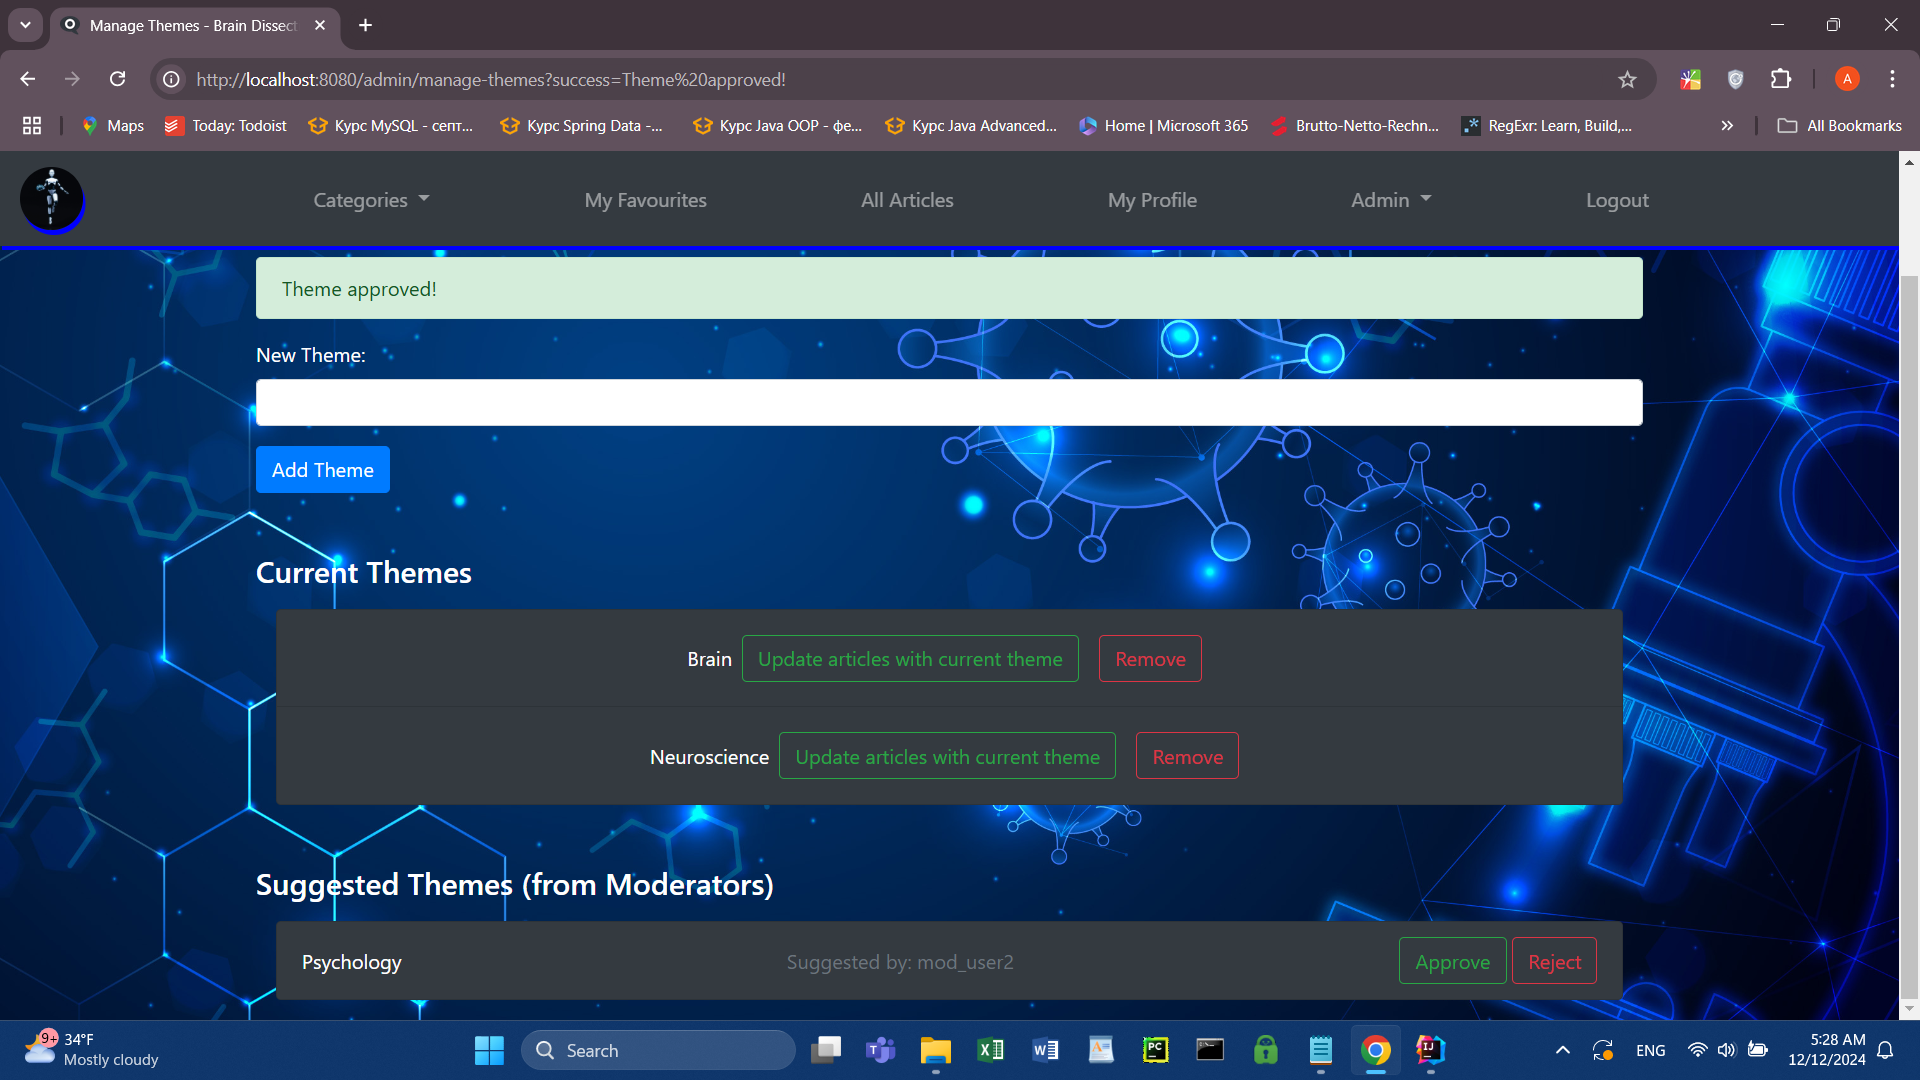 Manage Themes - Brain Dissect
http://localhost:8080/admin/manage-themes?success=Theme%20approved!
A
Maps
Today: Todoist
Курс MySQL - септ...
Курс Spring Data -...
Курс Java OOP - фе...
Курс Java Advanced...
Home | Microsoft 365
Brutto-Netto-Rechn...
RegExr: Learn, Build,...
All Bookmarks
Categories
My Favourites
All Articles
My Profile
Admin
Logout
Theme approved!
New Theme:
Add Theme
Current Themes
Brain Update articles with current theme Remove
Neuroscience Update articles with current theme Remove
Suggested Themes (from Moderators)
Psychology Suggested by: mod_user2 Approve Reject
9+
34°F
Mostly cloudy
Search
ENG
5:28 AM
12/12/2024